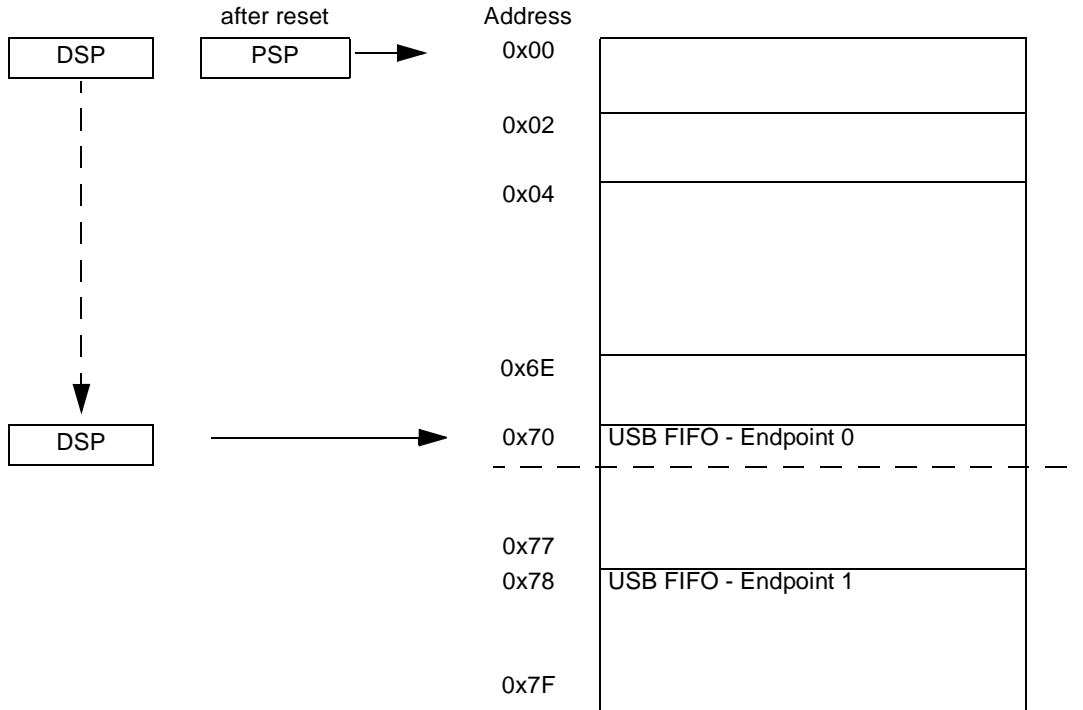 after reset Address
DSP PSP 0x00
0x02
0x04
0x6E
DSP 0x70 USB FIFO - Endpoint 0
0x77
0x78 USB FIFO - Endpoint 1
0x7F